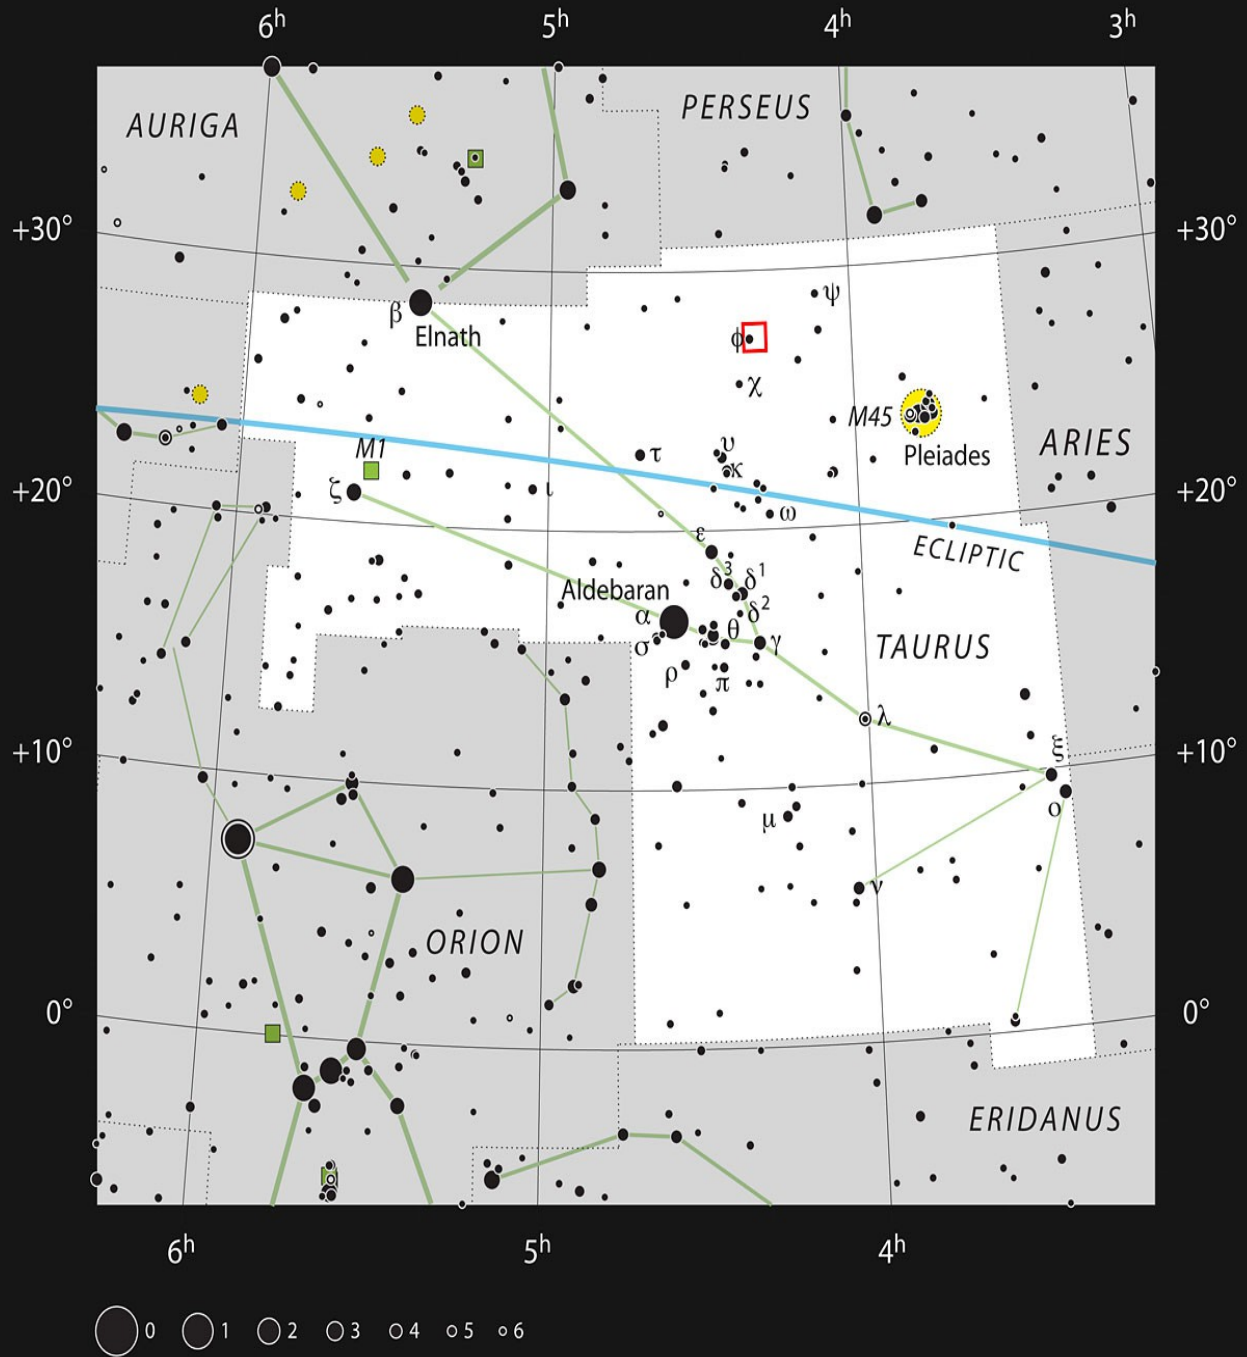 6h 5h 4h 3h
AURIGA
PERSEUS
+30° +30°
ψ
β
Elnath
ϕ
χ
M45
Pleiades
ARIES
M1
τ
υ
κ
+20° +20°
ζ
ι
ω
ε
ECLIPTIC
δ3 δ1
Aldebaran
δ2
α
θ
σ
γ
TAURUS
ρ
π
λ
+10° +10°
ξ
ο
μ
ν
ORION
0° 0°
ERIDANUS
6h 5h 4h
0 1 2 3 4 5 6